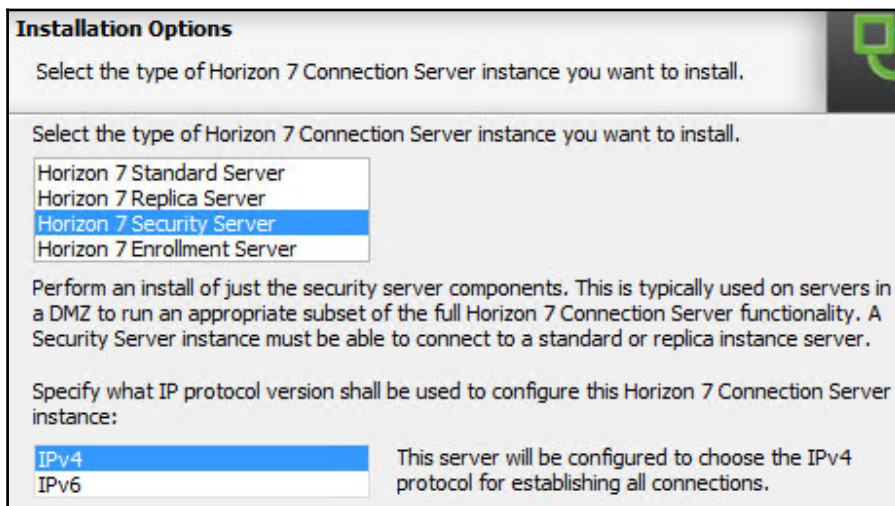 Installation Options
Select the type of Horizon 7 Connection Server instance you want to install.
Select the type of Horizon 7 Connection Server instance you want to install.
Horizon 7 Standard Server
Horizon 7 Replica Server
Horizon 7 Security Server
Horizon 7 Enrollment Server
Perform an install of just the security server components. This is typically used on servers in
a DMZ to run an appropriate subset of the full Horizon 7 Connection Server functionality. A
Security Server instance must be able to connect to a standard or replica instance server.
Specify what IP protocol version shall be used to configure this Horizon 7 Connection Server
instance:
IPv4
IPv6
This server will be configured to choose the IPv4
protocol for establishing all connections.